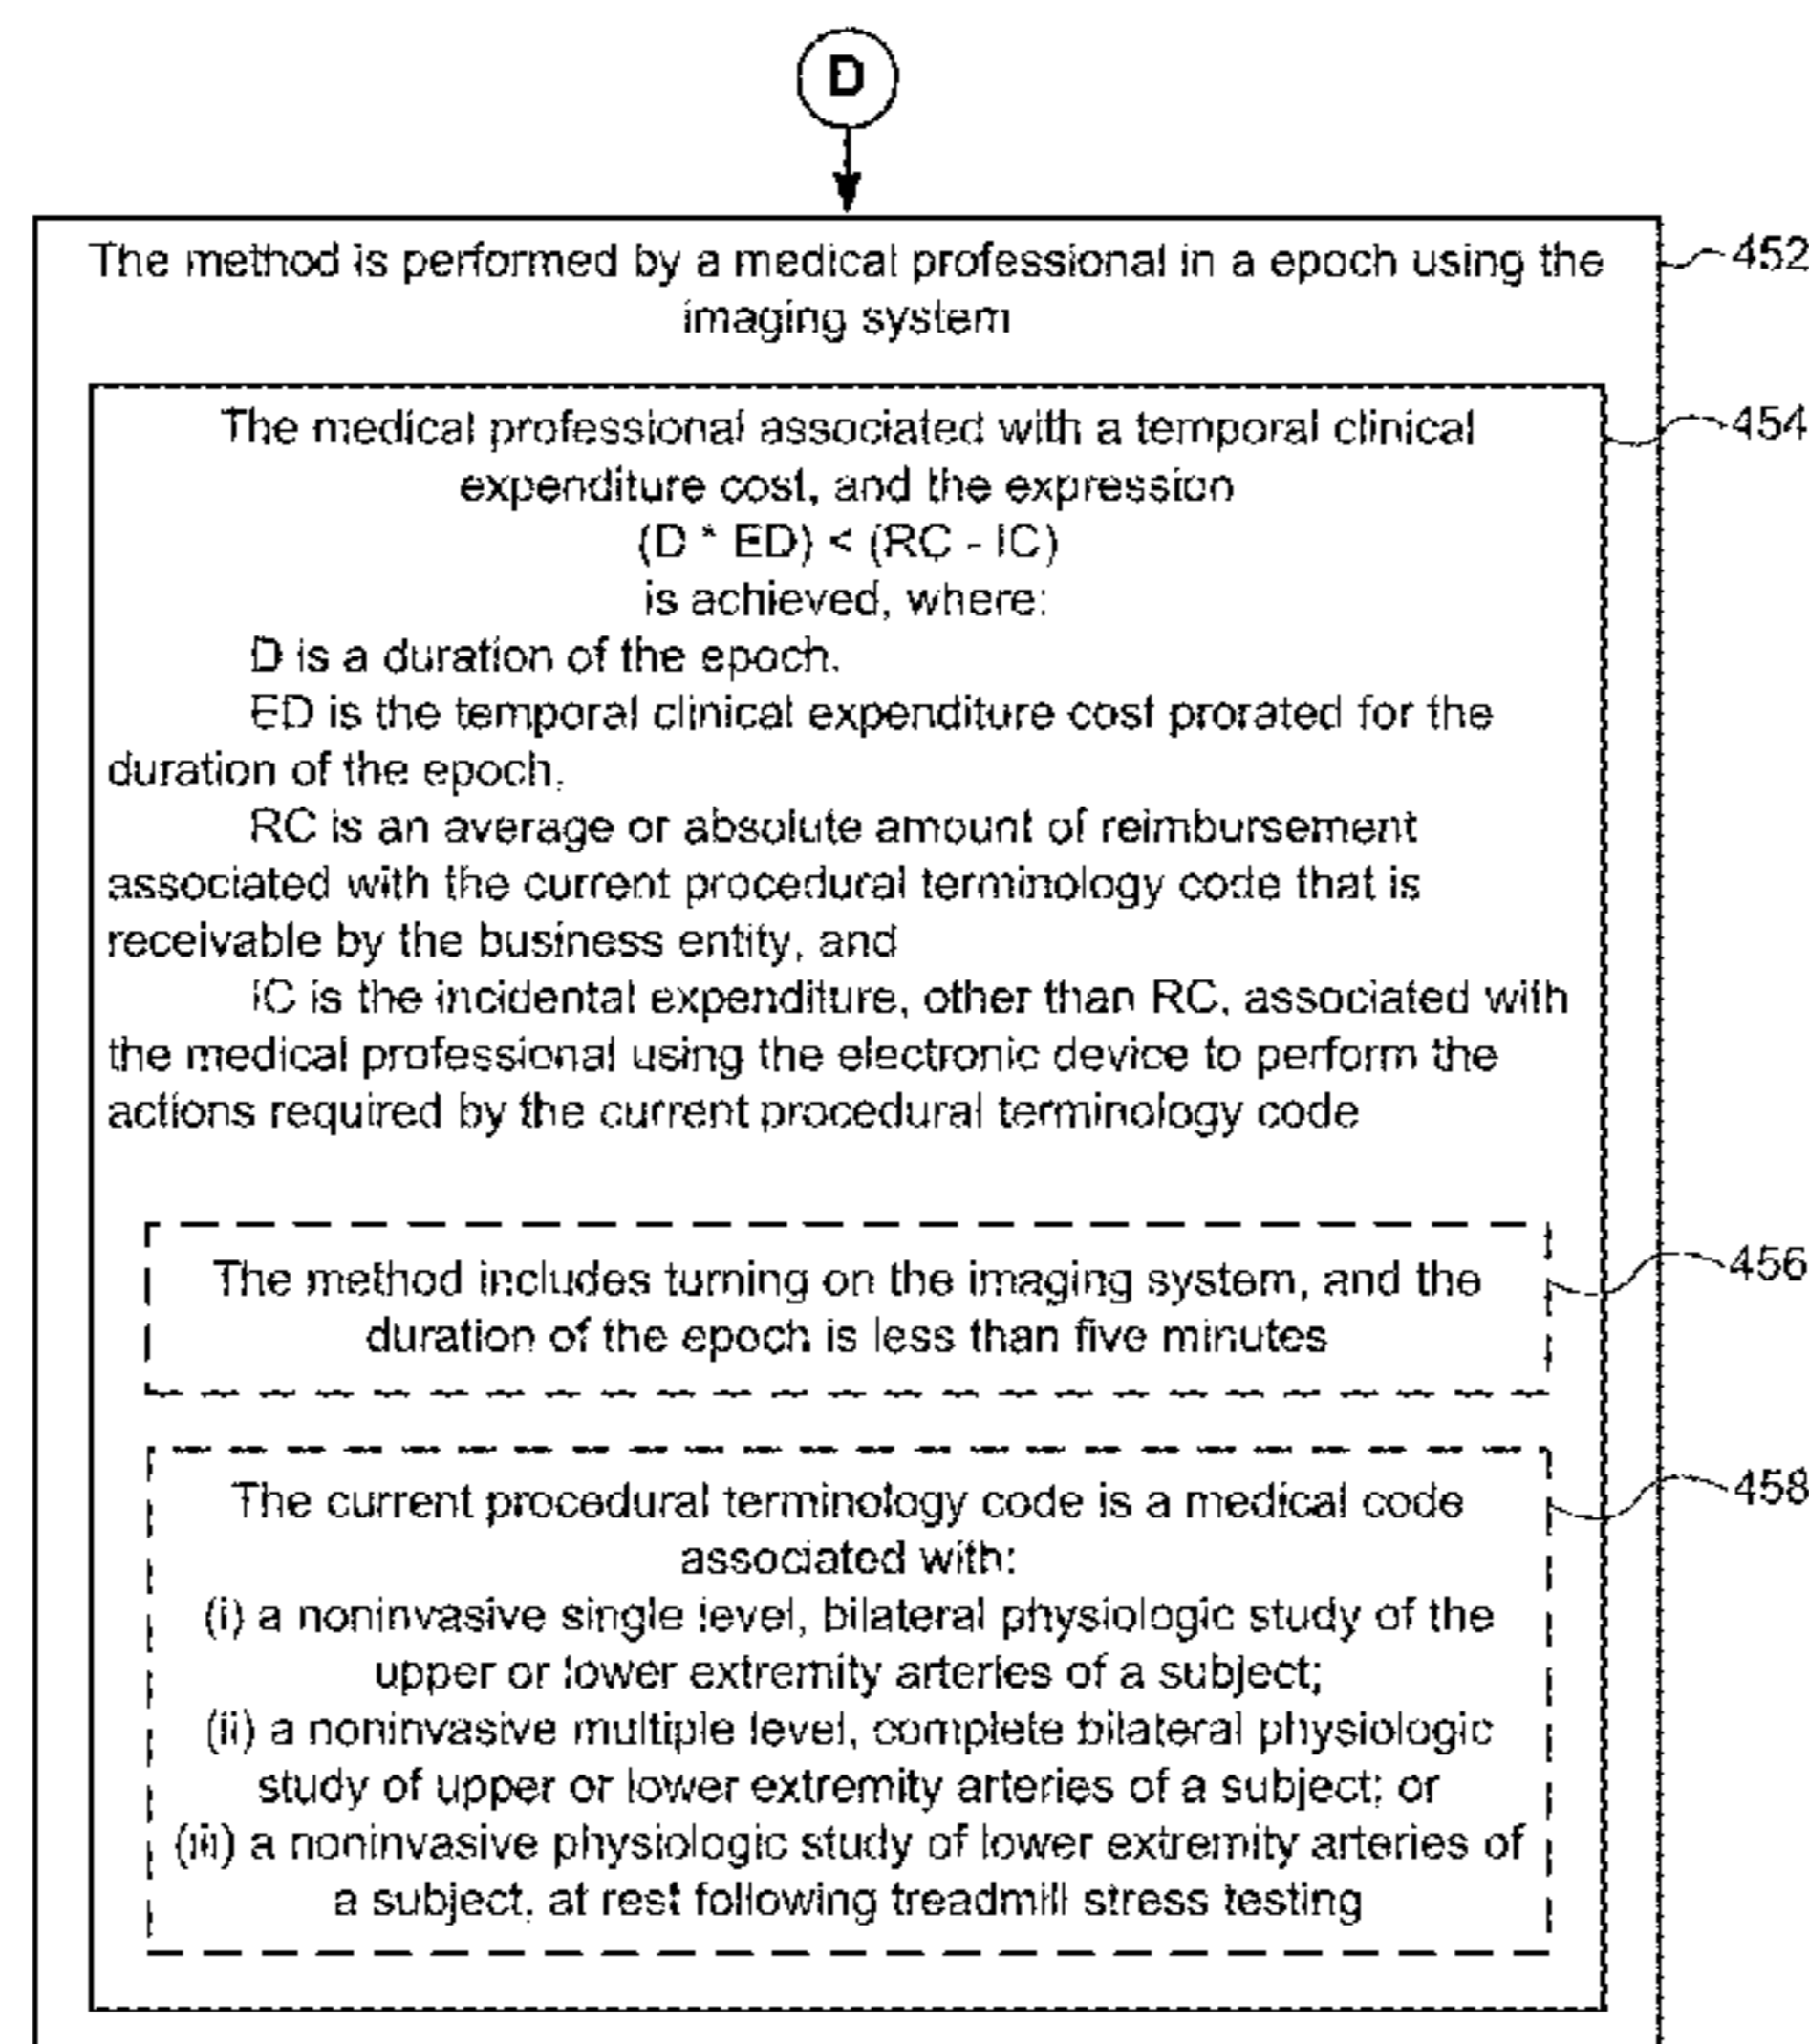 D
The method is performed by a medical professional in a epoch using the
452
imaging system
The medical professional associated with a temporal clinical
454
expenditure cost, and the expression
(D * ED) < (RC - IC)
is achieved, where:
D is a duration of the epoch.
ED is the temporal clinical expenditure cost prorated for the
duration of the epoch,
RC is an average or absolute amount of reimbursement
associated with the current procedural terminology code that is
receivable by the business entity, and
IC is the incidental expenditure, other than RC, associated with
the medical professional using the electronic device to perform the
actions required by the current procedural terminology code
The method includes turning on the imaging system, and the
456
duration of the epoch is less than five minutes
The current procedural terminology code is a medical code
458
associated with:
(i) a noninvasive single level, bilateral physiologic study of the
upper or lower extremity arteries of a subject;
(ii) a noninvasive multiple level, complete bilateral physiologic
study of upper or lower extremity arteries of a subject; or
(iii) a noninvasive physiologic study of lower extremity arteries of
a subject, at rest following treadmill stress testing